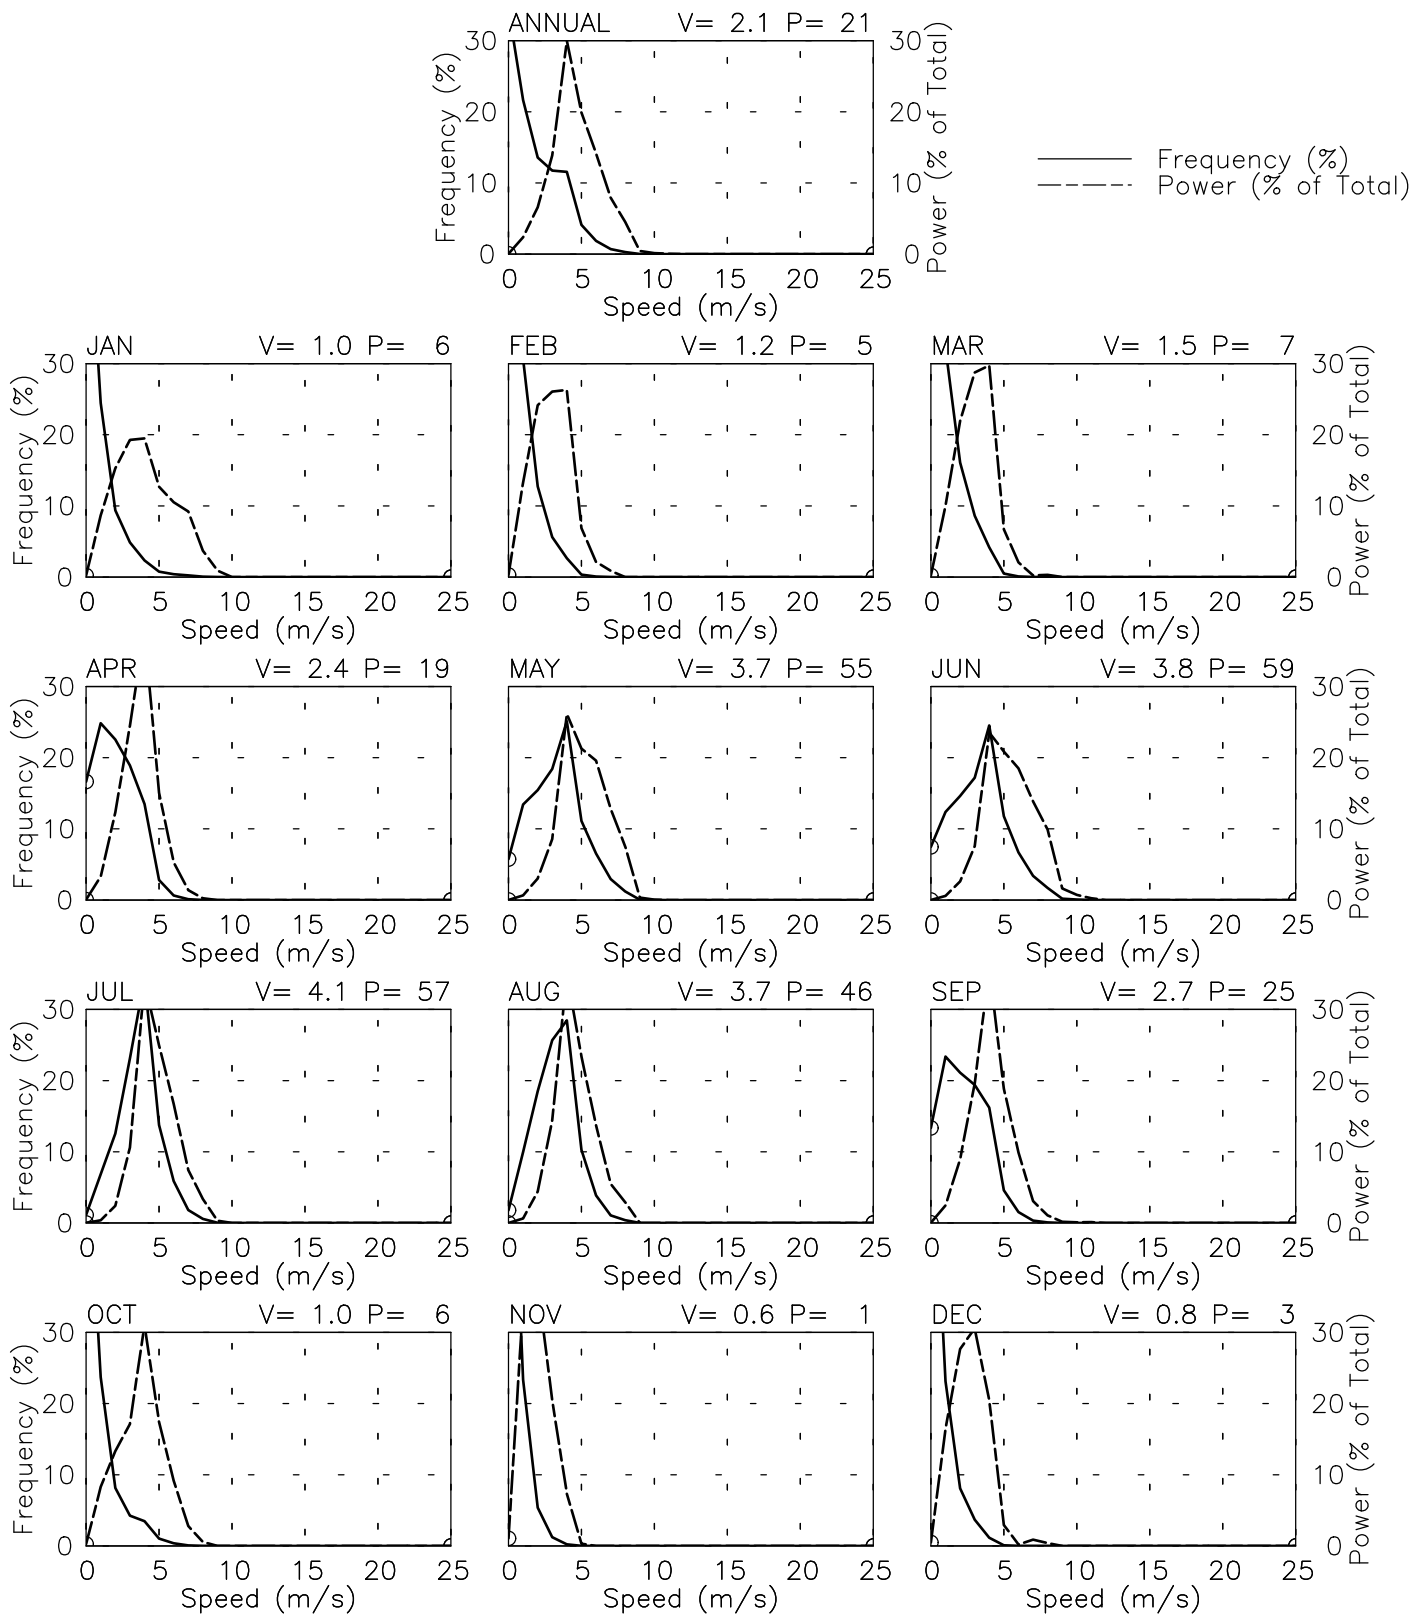 ANNUAL V= 2.1 P= 21
30 30
20 20
10 10
0 0
Frequency (%)
Power (% of Total)
0 5 10 15 20 25
Speed (m/s)
Frequency (%)
Power (% of Total)
JAN V= 1.0 P= 6
FEB V= 1.2 P= 5
MAR V= 1.5 P= 7
30 30
20 20
10 10
0 0
Frequency (%)
Power (% of Total)
0 5 10 15 20 25 0 5 10 15 20 25 0 5 10 15 20 25
Speed (m/s) Speed (m/s) Speed (m/s)
APR V= 2.4 P= 19
MAY V= 3.7 P= 55
JUN V= 3.8 P= 59
30 30
20 20
10 10
0 0
Frequency (%)
Power (% of Total)
0 5 10 15 20 25 0 5 10 15 20 25 0 5 10 15 20 25
Speed (m/s) Speed (m/s) Speed (m/s)
JUL V= 4.1 P= 57
AUG V= 3.7 P= 46
SEP V= 2.7 P= 25
30 30
20 20
10 10
0 0
Frequency (%)
Power (% of Total)
0 5 10 15 20 25 0 5 10 15 20 25 0 5 10 15 20 25
Speed (m/s) Speed (m/s) Speed (m/s)
OCT V= 1.0 P= 6
NOV V= 0.6 P= 1
DEC V= 0.8 P= 3
30 30
20 20
10 10
0 0
Frequency (%)
Power (% of Total)
0 5 10 15 20 25 0 5 10 15 20 25 0 5 10 15 20 25
Speed (m/s) Speed (m/s) Speed (m/s)